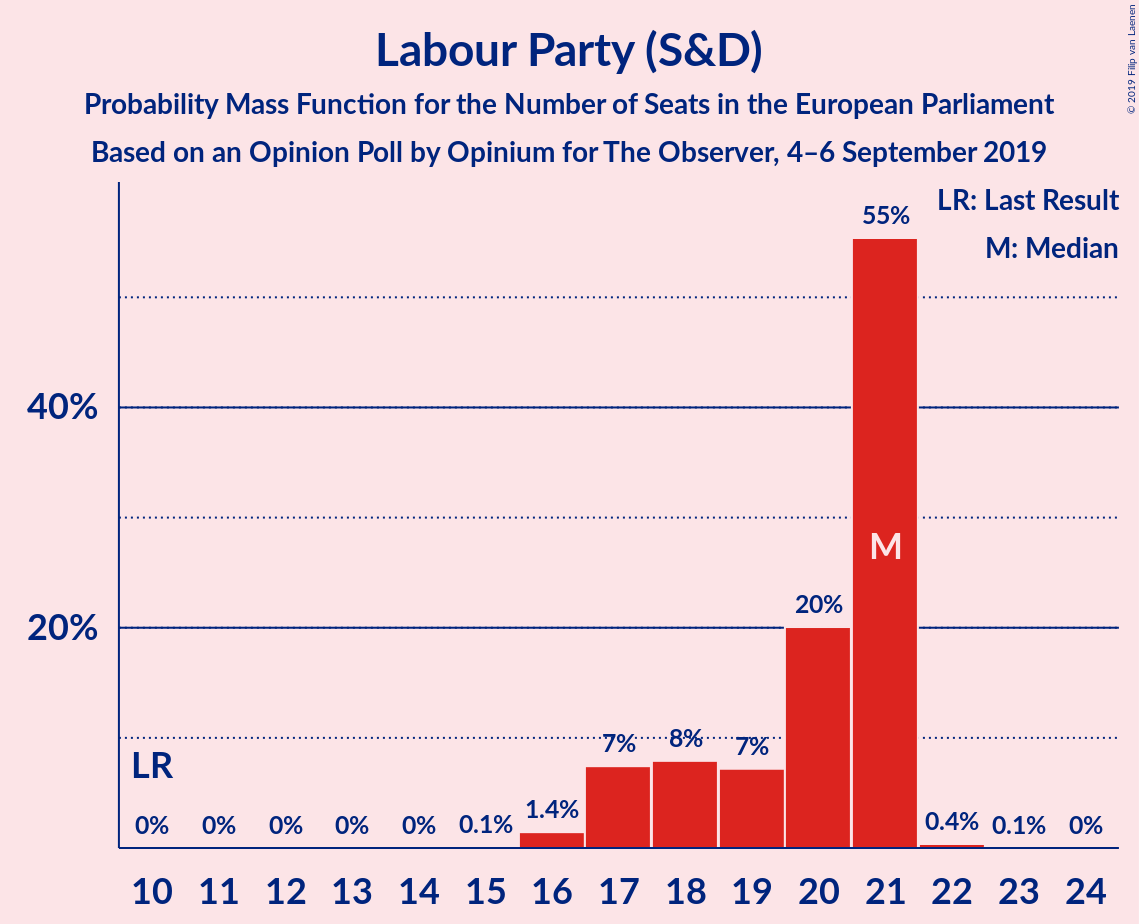 Labour Party (S&D)
Probability Mass Function for the Number of Seats in the European Parliament
Based on an Opinion Poll by Opinium for The Observer, 4–6 September 2019
© 2019 Filip van Laenen
LR: Last Result
M: Median
55%
40%
M
20%
20%
7% 8% 7%
LR
0% 0% 0% 0% 0% 0.1% 1.4% 0.4% 0.1% 0%
10 11 12 13 14 15 16 17 18 19 20 21 22 23 24